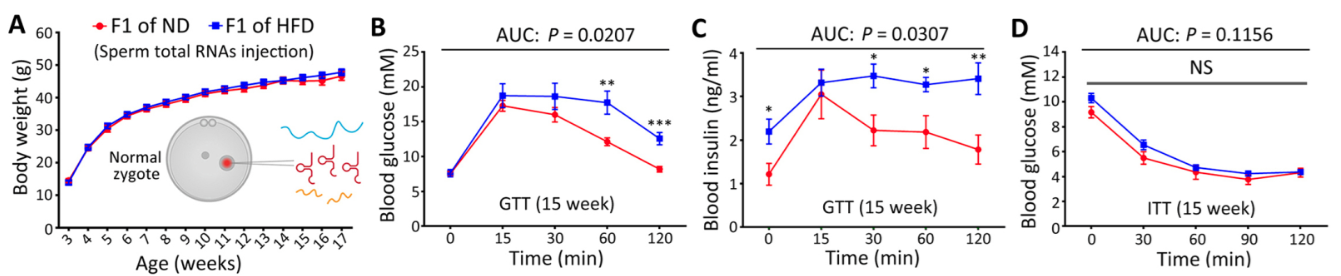 A
F1 of ND
F1 of HFD
(Sperm total RNAs injection)
Body weight (g)
60
50
40
30
20
10
0
Normal
zygote
3 4 5 6 7 8 9 10 11 12 13 14 15 16 17
Age (weeks)
B
AUC: P = 0.0207
Blood glucose (mM)
25
20
15
10
5
0
**
***
GTT (15 week)
0 15 30 60 120
Time (min)
C
AUC: P = 0.0307
Blood insulin (ng/ml)
4
3
2
1
0
*
*
*
**
GTT (15 week)
0 15 30 60 120
Time (min)
D
AUC: P = 0.1156
NS
Blood glucose (mM)
14
12
10
8
6
4
2
0
ITT (15 week)
0 30 60 90 120
Time (min)